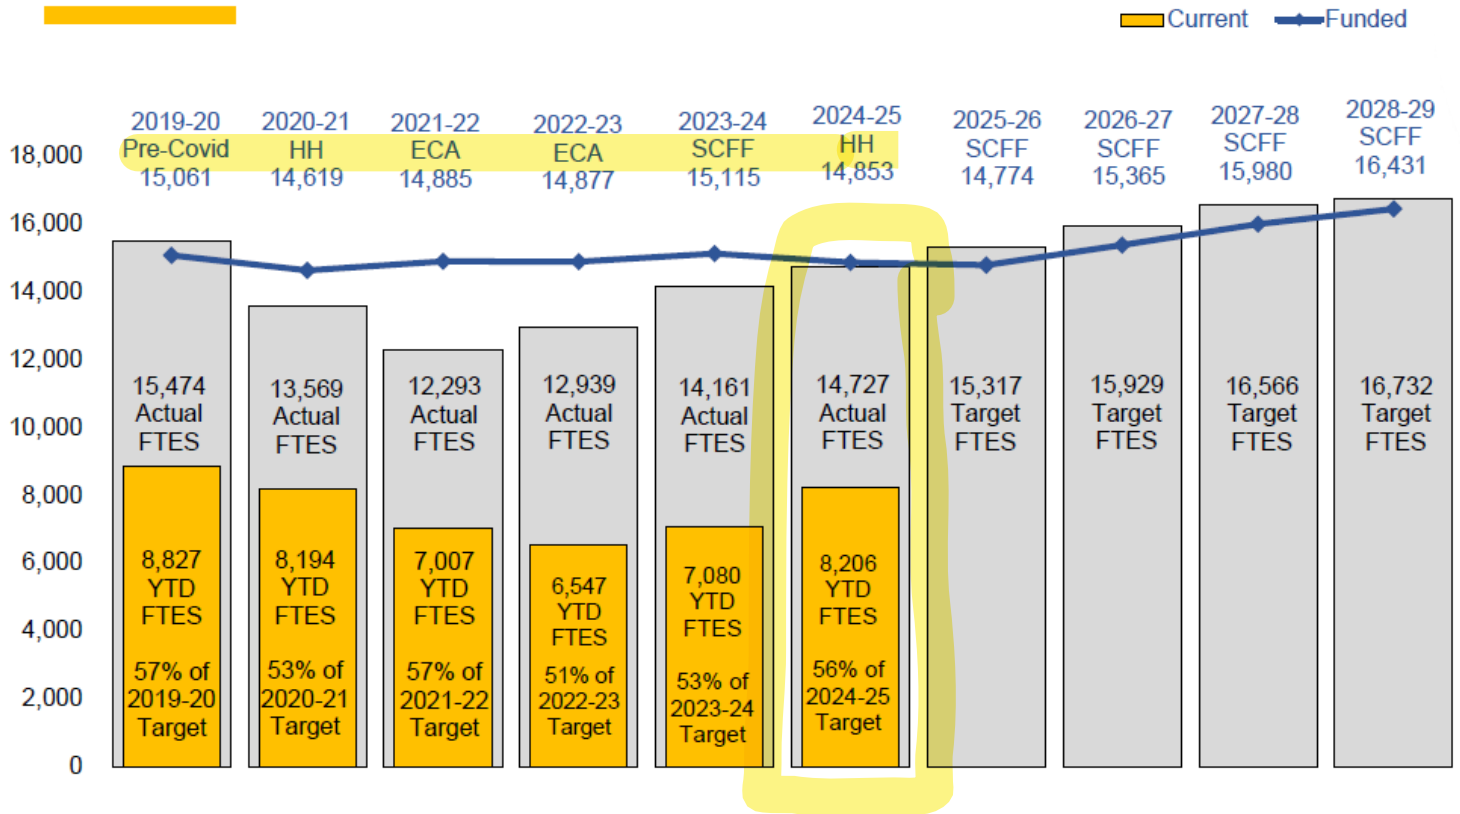 Current Funded
2019-20
Pre-Covid
15,061
2020-21
HH
14,619
2021-22
ECA
14,885
2022-23
ECA
14,877
2023-24
SCFF
15,115
2024-25
HH
14,853
2025-26
SCFF
14,774
2026-27
SCFF
15,365
2027-28
SCFF
15,980
2028-29
SCFF
16,431
18,000
16,000
14,000
12,000
10,000
8,000
6,000
4,000
2,000
0
15,474
Actual
FTES
8,827
YTD
FTES
57% of
2019-20
Target
13,569
Actual
FTES
8,194
YTD
FTES
53% of
2020-21
Target
12,293
Actual
FTES
7,007
YTD
FTES
57% of
2021-22
Target
12,939
Actual
FTES
6,547
YTD
FTES
51% of
2022-23
Target
14,161
Actual
FTES
7,080
YTD
FTES
53% of
2023-24
Target
14,727
Actual
FTES
8,206
YTD
FTES
56% of
2024-25
Target
15,317
Target
FTES
15,929
Target
FTES
16,566
Target
FTES
16,732
Target
FTES